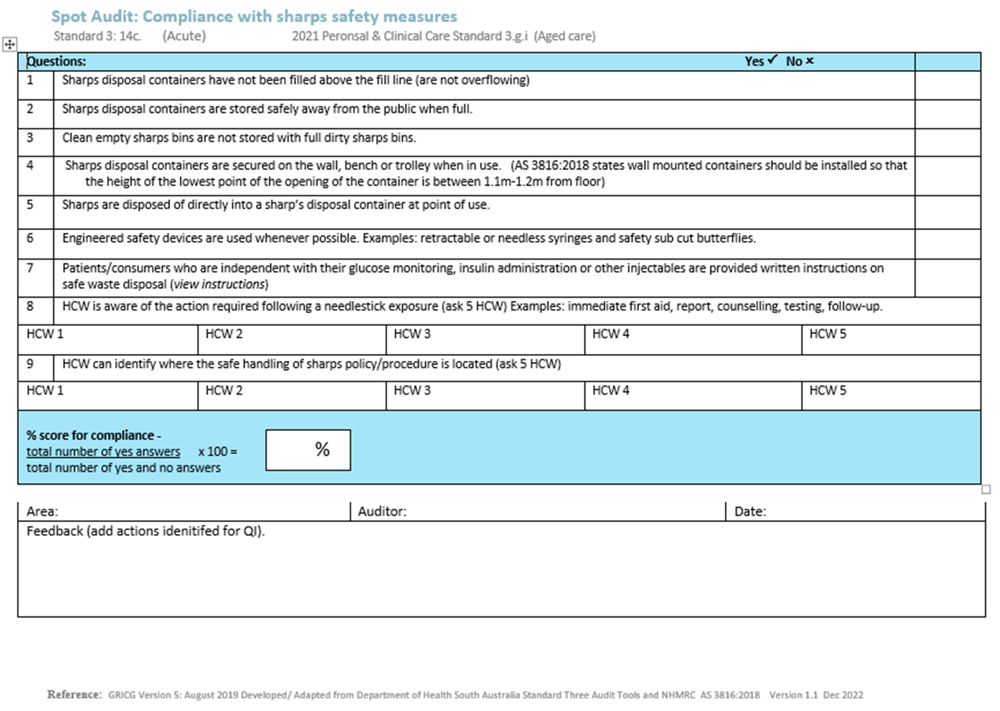 Spot Audit: Compliance with sharps safety measures
Standard 3: 14c. (Acute) 2021 Peronsal & Clinical Care Standard 3.g.i (Aged care)
Questions: Yes ✓ No ×
1 Sharps disposal containers have not been filled above the fill line (are not overflowing)
2 Sharps disposal containers are stored safely away from the public when full.
3 Clean empty sharps bins are not stored with full dirty sharps bins.
4 Sharps disposal containers are secured on the wall, bench or trolley when in use. (AS 3816:2018 states wall mounted containers should be installed so that
the height of the lowest point of the opening of the container is between 1.1m-1.2m from floor)
5 Sharps are disposed of directly into a sharp's disposal container at point of use.
6 Engineered safety devices are used whenever possible. Examples: retractable or needless syringes and safety sub cut butterflies.
7 Patients/consumers who are independent with their glucose monitoring, insulin administration or other injectables are provided written instructions on
safe waste disposal (view instructions)
8 HCW is aware of the action required following a needlestick exposure (ask 5 HCW) Examples: immediate first aid, report, counselling, testing, follow-up.
HCW 1 HCW 2 HCW 3 HCW 4 HCW 5
9 HCW can identify where the safe handling of sharps policy/procedure is located (ask 5 HCW)
HCW 1 HCW 2 HCW 3 HCW 4 HCW 5
% score for compliance -
total number of yes answers x 100 = %
total number of yes and no answers
Area: Auditor: Date:
Feedback (add actions idenitifed for QI).
Reference: GRICG Version 5: August 2019 Developed/ Adapted from Department of Health South Australia Standard Three Audit Tools and NHMRC AS 3816:2018 Version 1.1 Dec 2022